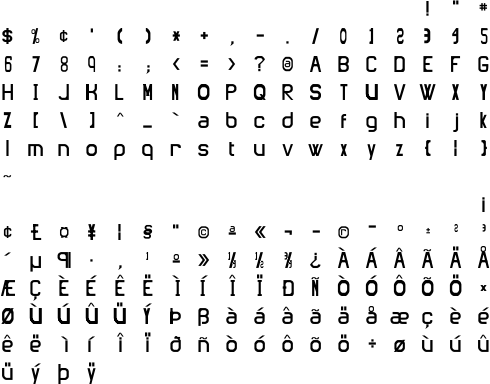 ! " #
$ % ¢ ' ( ) * + , - . / 0 1 2 3 4 5
6 7 8 9 : ; < = > ? @ A B C D E F G
H I J K L M N O P Q R S T U V W X Y
Z [ \ ] ^ _ ` a b c d e f g h i j k
l m n o p q r s t u v w x y z { | }
~
¡
¢ £ ¤ ¥ ¦ § ¨ © ª « ¬ - ® ¯ ° ± ² ³
´ µ ¶ · ¸ ¹ º » ¼ ½ ¾ ¿ À Á Â Ã Ä Å
Æ Ç È É Ê Ë Ì Í Î Ï Ð Ñ Ò Ó Ô Õ Ö ×
Ø Ù Ú Û Ü Ý Þ ß à á â ã ä å æ ç è é
ê ë ì í î ï ð ñ ò ó ô õ ö ÷ ø ù ú û
ü ý þ ÿ